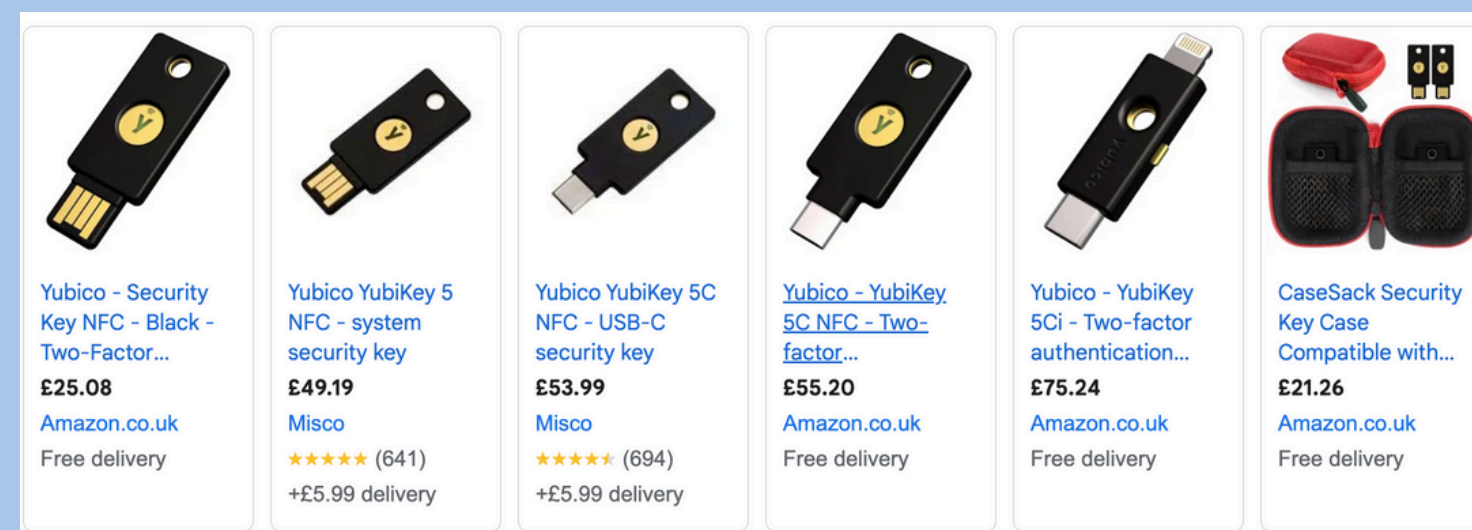 Yubico - Security
Key NFC - Black -
Two-Factor...
£25.08
Amazon.co.uk
Free delivery
Yubico YubiKey 5
NFC - system
security key
£49.19
Misco
(641)
+£5.99 delivery
Yubico YubiKey 5C
NFC - USB-C
security key
£53.99
Misco
(694)
+£5.99 delivery
Yubico - YubiKey
5C NFC - Two-
factor...
£55.20
Amazon.co.uk
Free delivery
yubico
Yubico - YubiKey
5Ci - Two-factor
authentication...
£75.24
Amazon.co.uk
Free delivery
CaseSack Security
Key Case
Compatible with...
£21.26
Amazon.co.uk
Free delivery